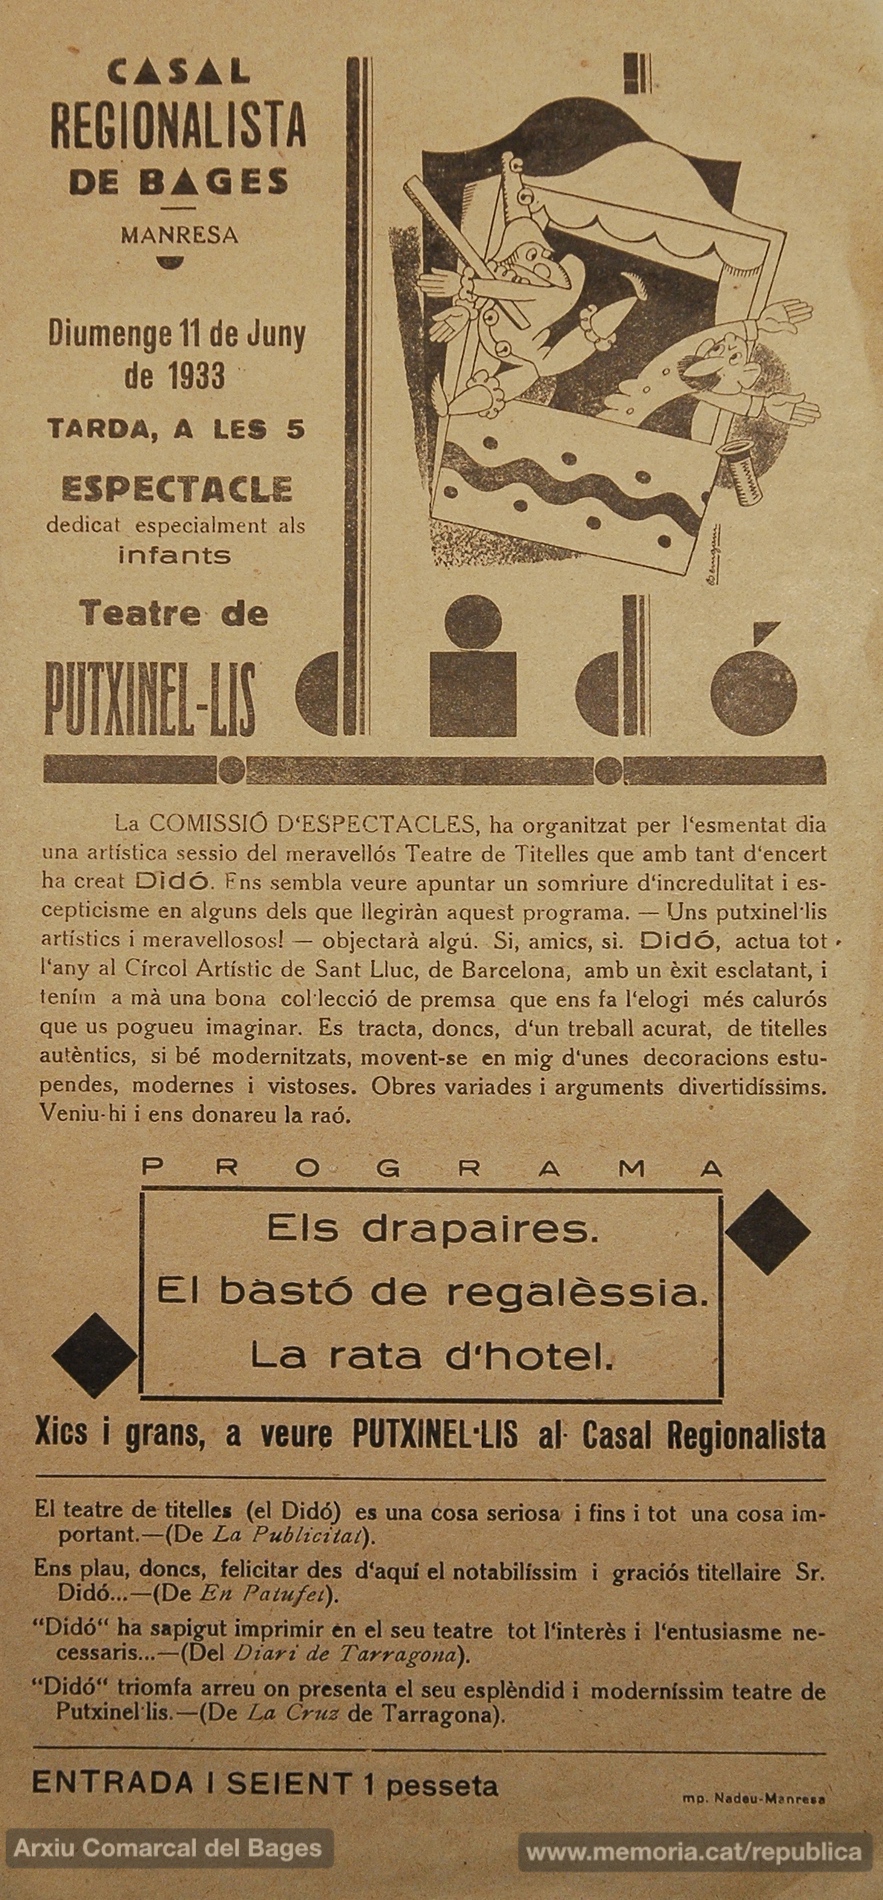 CASAL
REGIONALISTA
DE BAGES
MANRESA
Diumenge 11 de Juny
de 1933
TARDA, A LES 5
ESPECTACLE
dedicat especialment als
infants
Teatre de
PUTXINEL-LIS didó
La COMISSIÓ D'ESPECTACLES, ha organitzat per l'esmentat dia
una artística sessio del meravellós Teatre de Titelles que amb tant d'encert
ha creat Didó. Ens sembla veure apuntar un somriure d'incredulitat i es-
cepticisme en alguns dels que llegiràn aquest programa. — Uns putxinel·lis
artístics i meravellosos! — objectarà algú. Si, amics, si. Didó, actua tot
l'any al Círcol Artístic de Sant Lluc, de Barcelona, amb un èxit esclatant, i
tením a mà una bona col·lecció de premsa que ens fa l'elogi més calurós
que us pogueu imaginar. Es tracta, doncs, d'un treball acurat, de titelles
autèntics, si bé modernitzats, movent-se en mig d'unes decoracions estu-
pendes, modernes i vistoses. Obres variades i arguments divertidíssims.
Veniu-hi i ens donareu la raó.
PROGRAMA
Els drapaires.
El bastó de regalèssia.
La rata d'hotel.
Xics i grans, a veure PUTXINEL·LIS al Casal Regionalista
El teatre de titelles (el Didó) es una cosa seriosa i fins i tot una cosa im-
portant.—(De La Publicitat).
Ens plau, doncs, felicitar des d'aquí el notabilíssim i graciós titellaire Sr.
Didó...—(De En Patufet).
"Didó" ha sapigut imprimir en el seu teatre tot l'interès i l'entusiasme ne-
cessaris...—(Del Diari de Tarragona).
"Didó" triomfa arreu on presenta el seu esplèndid i moderníssim teatre de
Putxinel·lis.—(De La Cruz de Tarragona).
ENTRADA I SEIENT 1 pesseta
mp. Nadeu-Manresa
Arxiu Comarcal del Bages
www.memoria.cat/republica